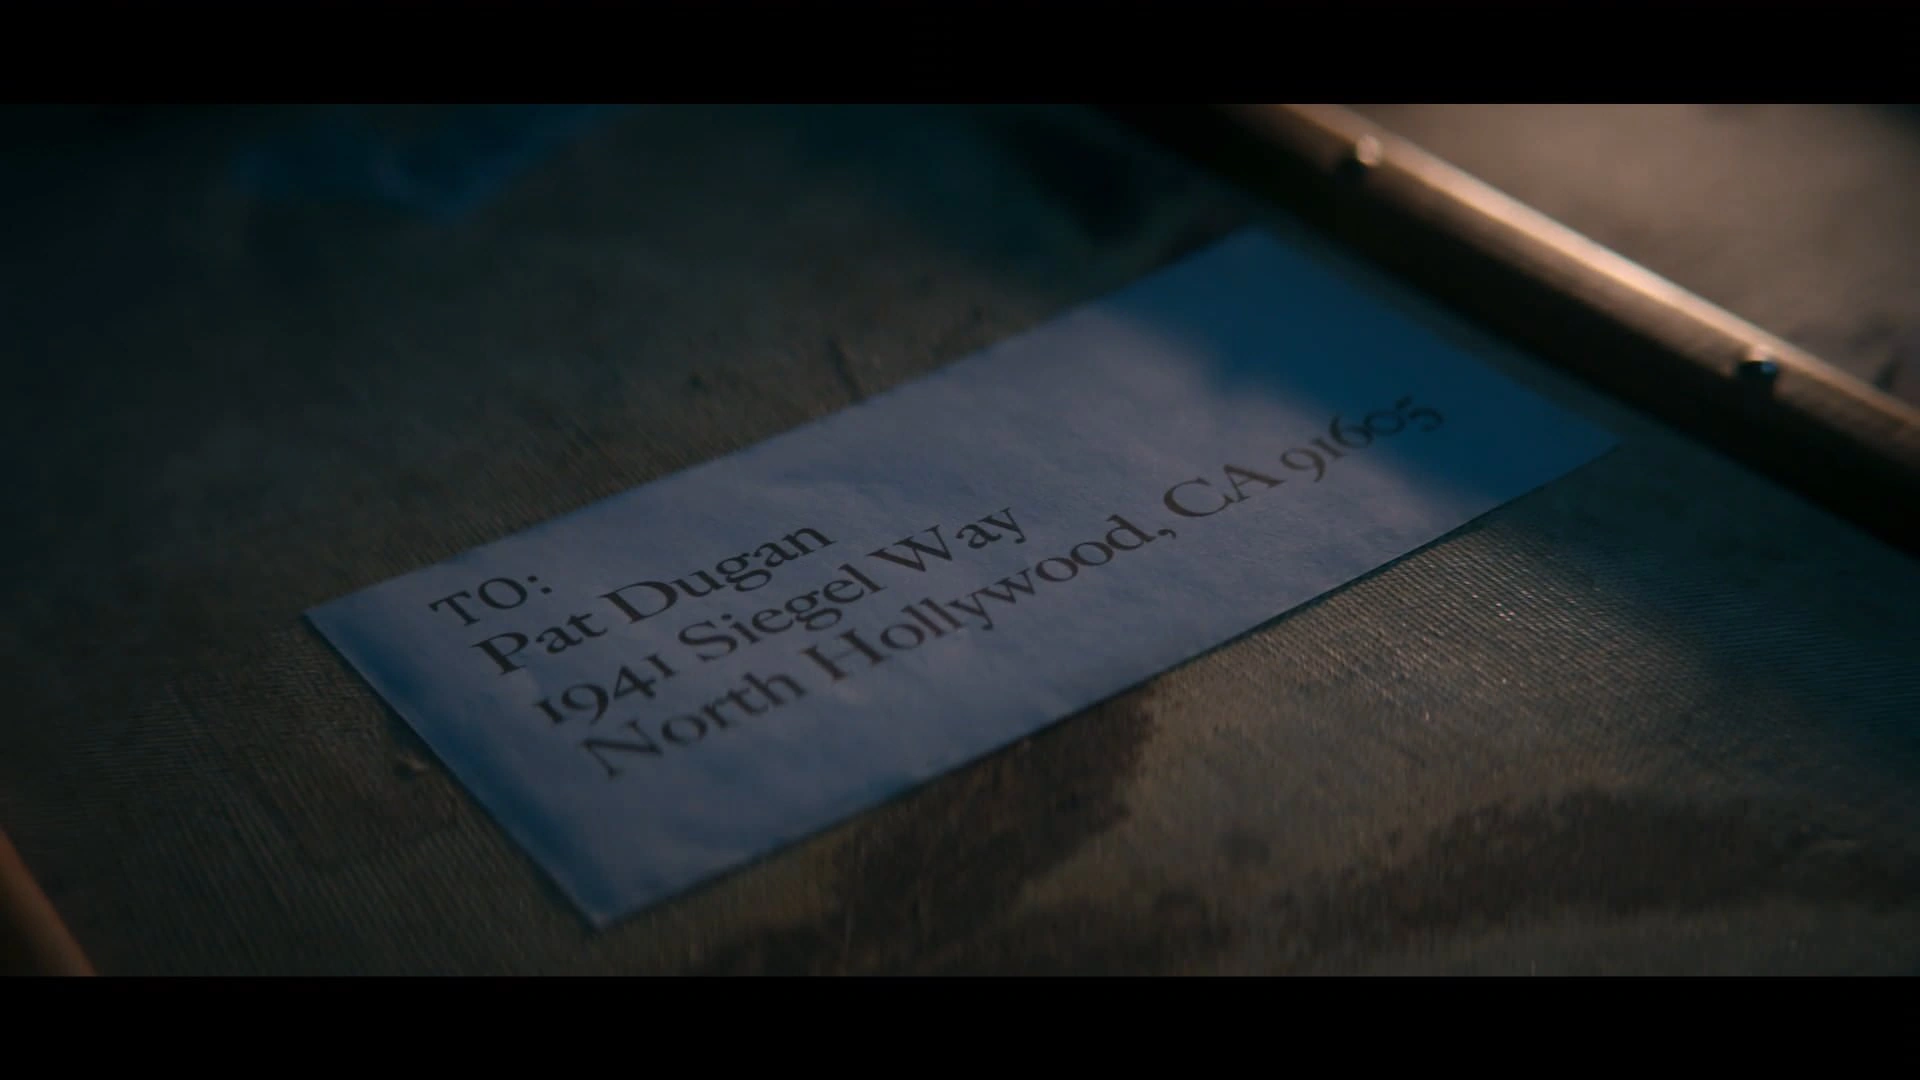 TO:
Pat Dugan
1941 Siegel Way
North Hollywood, CA 91605